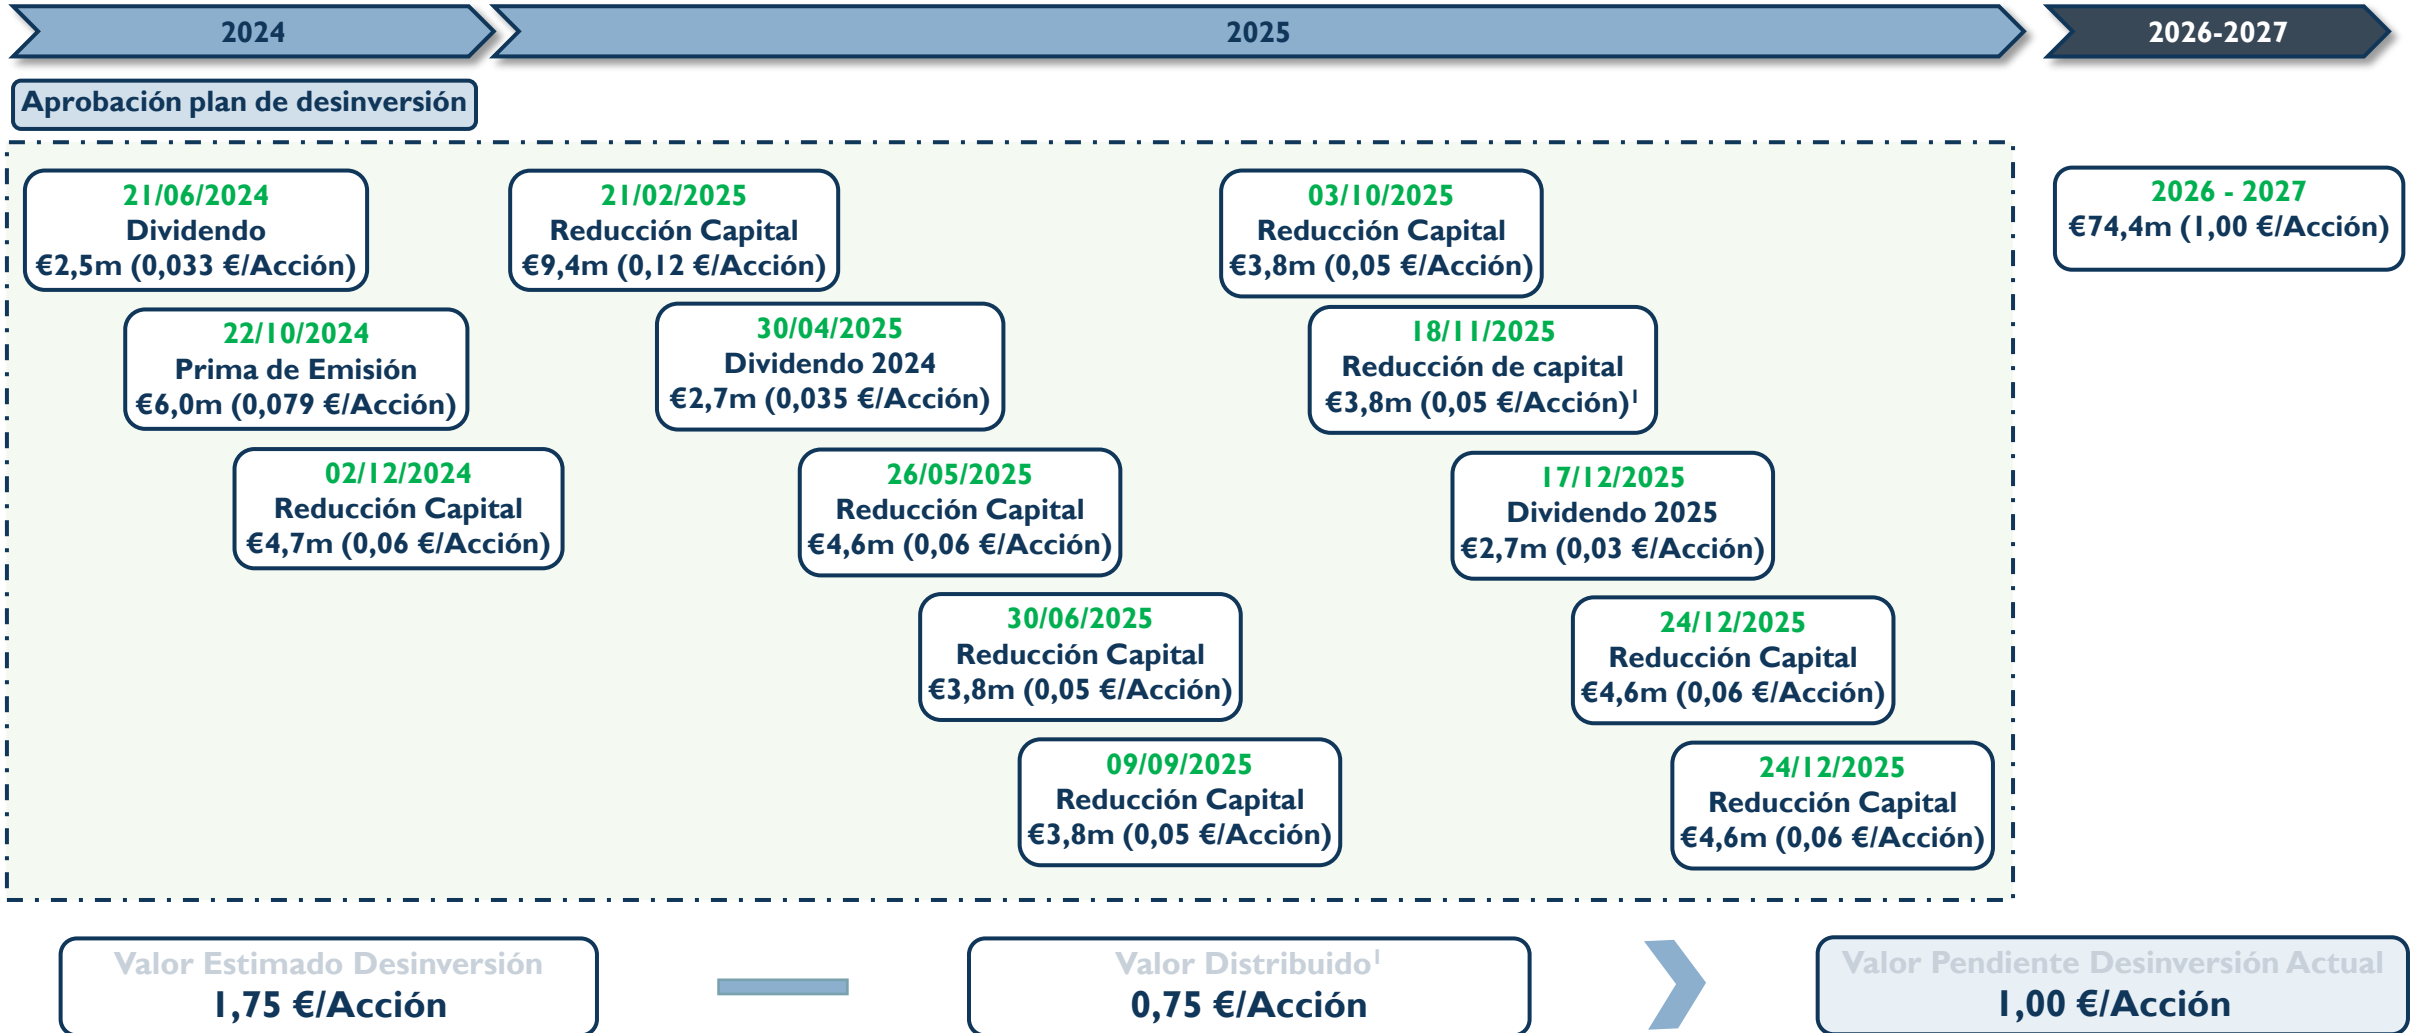 2024
2025
2026-2027
Aprobación plan de desinversión
21/06/2024
Dividendo
€2,5m (0,033 €/Acción)
22/10/2024
Prima de Emisión
€6,0m (0,079 €/Acción)
02/12/2024
Reducción Capital
€4,7m (0,06 €/Acción)
21/02/2025
Reducción Capital
€9,4m (0,12 €/Acción)
30/04/2025
Dividendo 2024
€2,7m (0,035 €/Acción)
26/05/2025
Reducción Capital
€4,6m (0,06 €/Acción)
30/06/2025
Reducción Capital
€3,8m (0,05 €/Acción)
09/09/2025
Reducción Capital
€3,8m (0,05 €/Acción)
03/10/2025
Reducción Capital
€3,8m (0,05 €/Acción)
18/11/2025
Reducción de capital
€3,8m (0,05 €/Acción)¹
17/12/2025
Dividendo 2025
€2,7m (0,03 €/Acción)
24/12/2025
Reducción Capital
€4,6m (0,06 €/Acción)
24/12/2025
Reducción Capital
€4,6m (0,06 €/Acción)
2026 - 2027
€74,4m (1,00 €/Acción)
Valor Estimado Desinversión
1,75 €/Acción
Valor Distribuido¹
0,75 €/Acción
Valor Pendiente Desinversión Actual
1,00 €/Acción